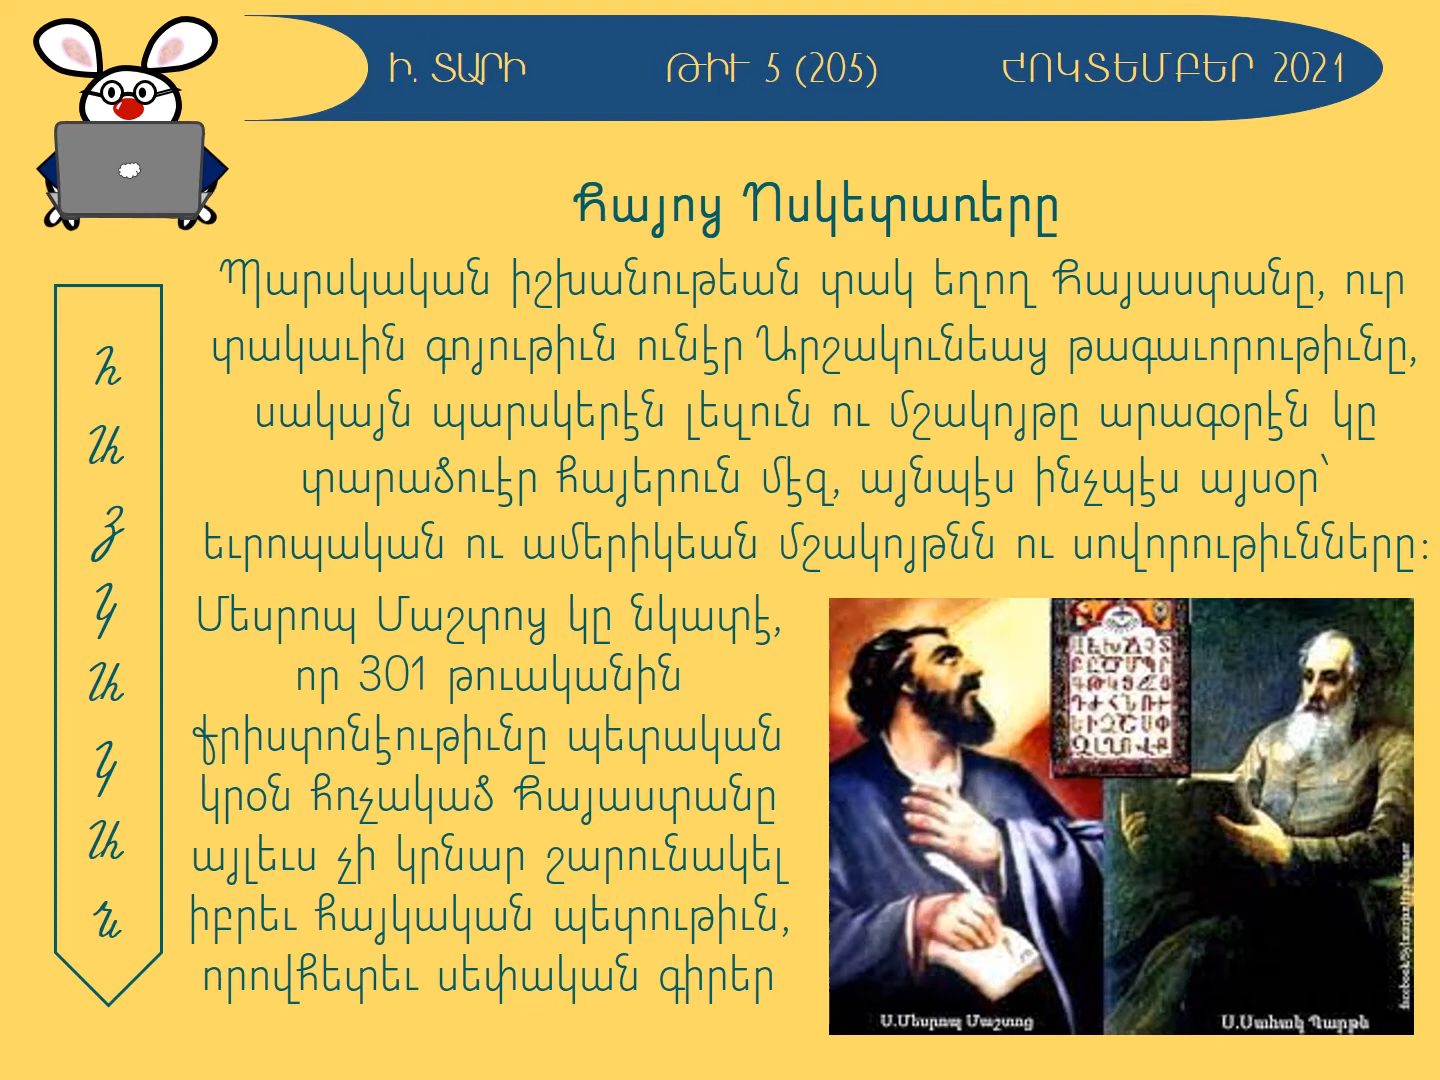 Ի. ՏԱՐԻ ԹԻՒ 5 (205) ՀՈԿՏԵՄԲԵՐ 2021
Հայոց Ոսկետառերը
Պարսկական իշխանութեան տակ եղող Հայաստանը, ուր
տակաւին գոյութիւն ունէր Արշակունեաց թագաւորութիւնը,
սակայն պարսկերէն լեզուն ու մշակոյթը արագօրէն կը
տարածուէր հայերուն մէջ, այնպէս ինչպէս այսօր՝
եւրոպական ու ամերիկեան մշակոյթնն ու սովորութիւնները։
Մեսրոպ Մաշտոց կը նկատէ,
որ 301 թուականին
քրիստոնէութիւնը պետական
կրօն հռչակած Հայաստանը
այլեւս չի կրնար շարունակել
իբրեւ հայկական պետութիւն,
որովհետեւ սեփական գիրեր
հ
ա
յ
կ
ա
կ
ա
ն
Ս.Մեսրոպ Մաշտոց
Ս.Սահակ Պարթև